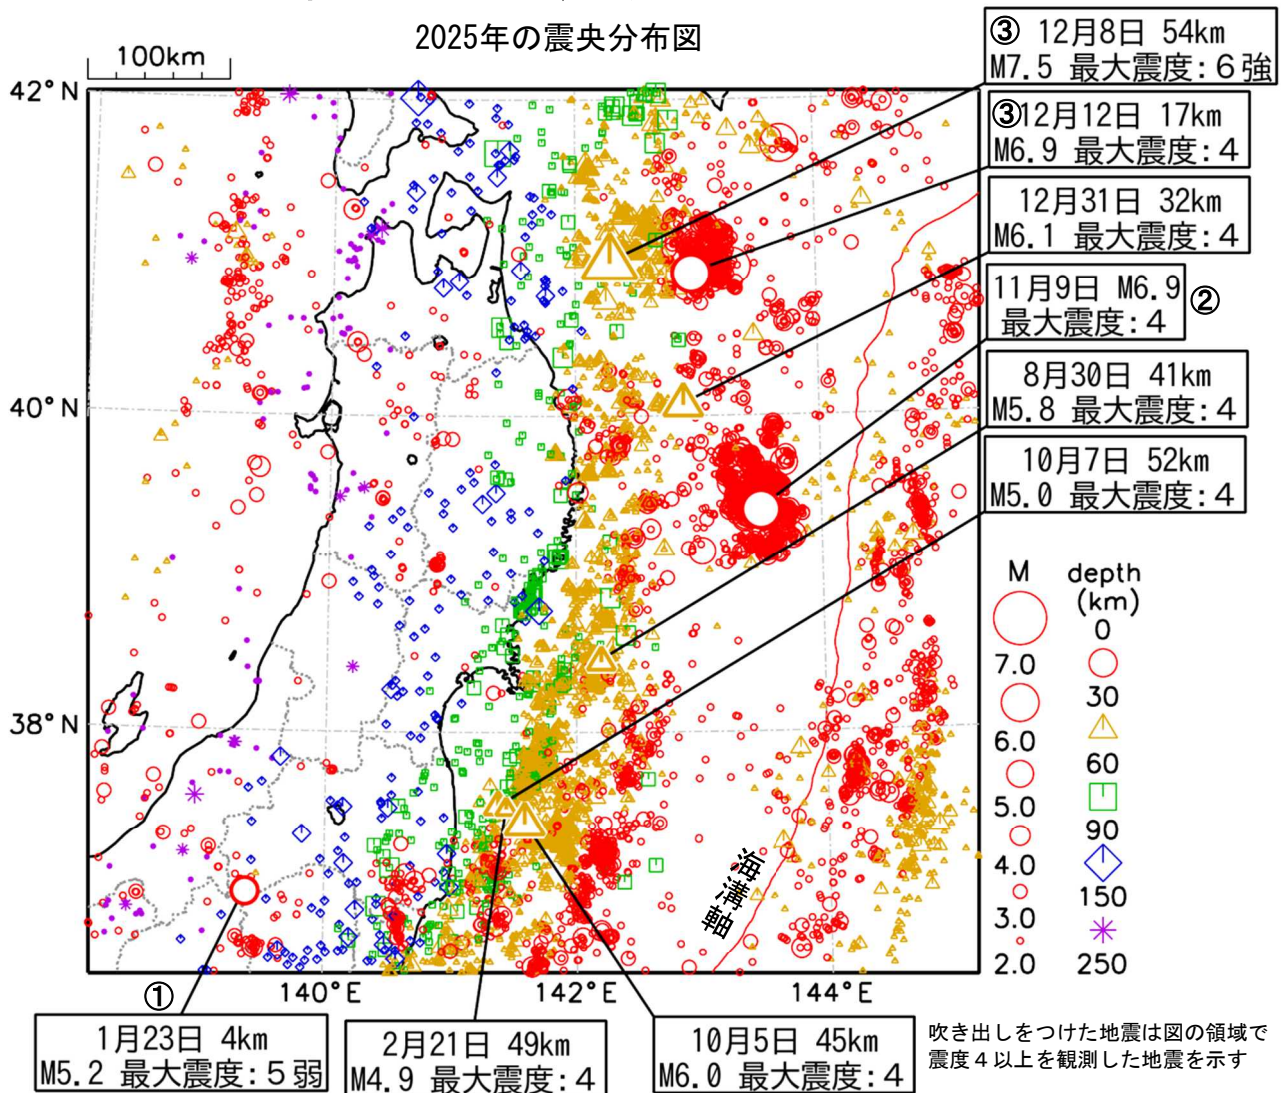 2025年の震央分布図
100km
42°N
40°N
38°N
140°E
142°E
144°E
③ 12月8日 54km
M7.5 最大震度:6強
③12月12日 17km
M6.9 最大震度:4
12月31日 32km
M6.1 最大震度:4
11月9日 M6.9
最大震度:4
②
8月30日 41km
M5.8 最大震度:4
10月7日 52km
M5.0 最大震度:4
M
7.0
6.0
5.0
4.0
3.0
2.0
depth
(km)
0
30
60
90
150
250
海溝軸
①
1月23日 4km
M5.2 最大震度:5弱
2月21日 49km
M4.9 最大震度:4
10月5日 45km
M6.0 最大震度:4
吹き出しをつけた地震は図の領域で
震度4以上を観測した地震を示す